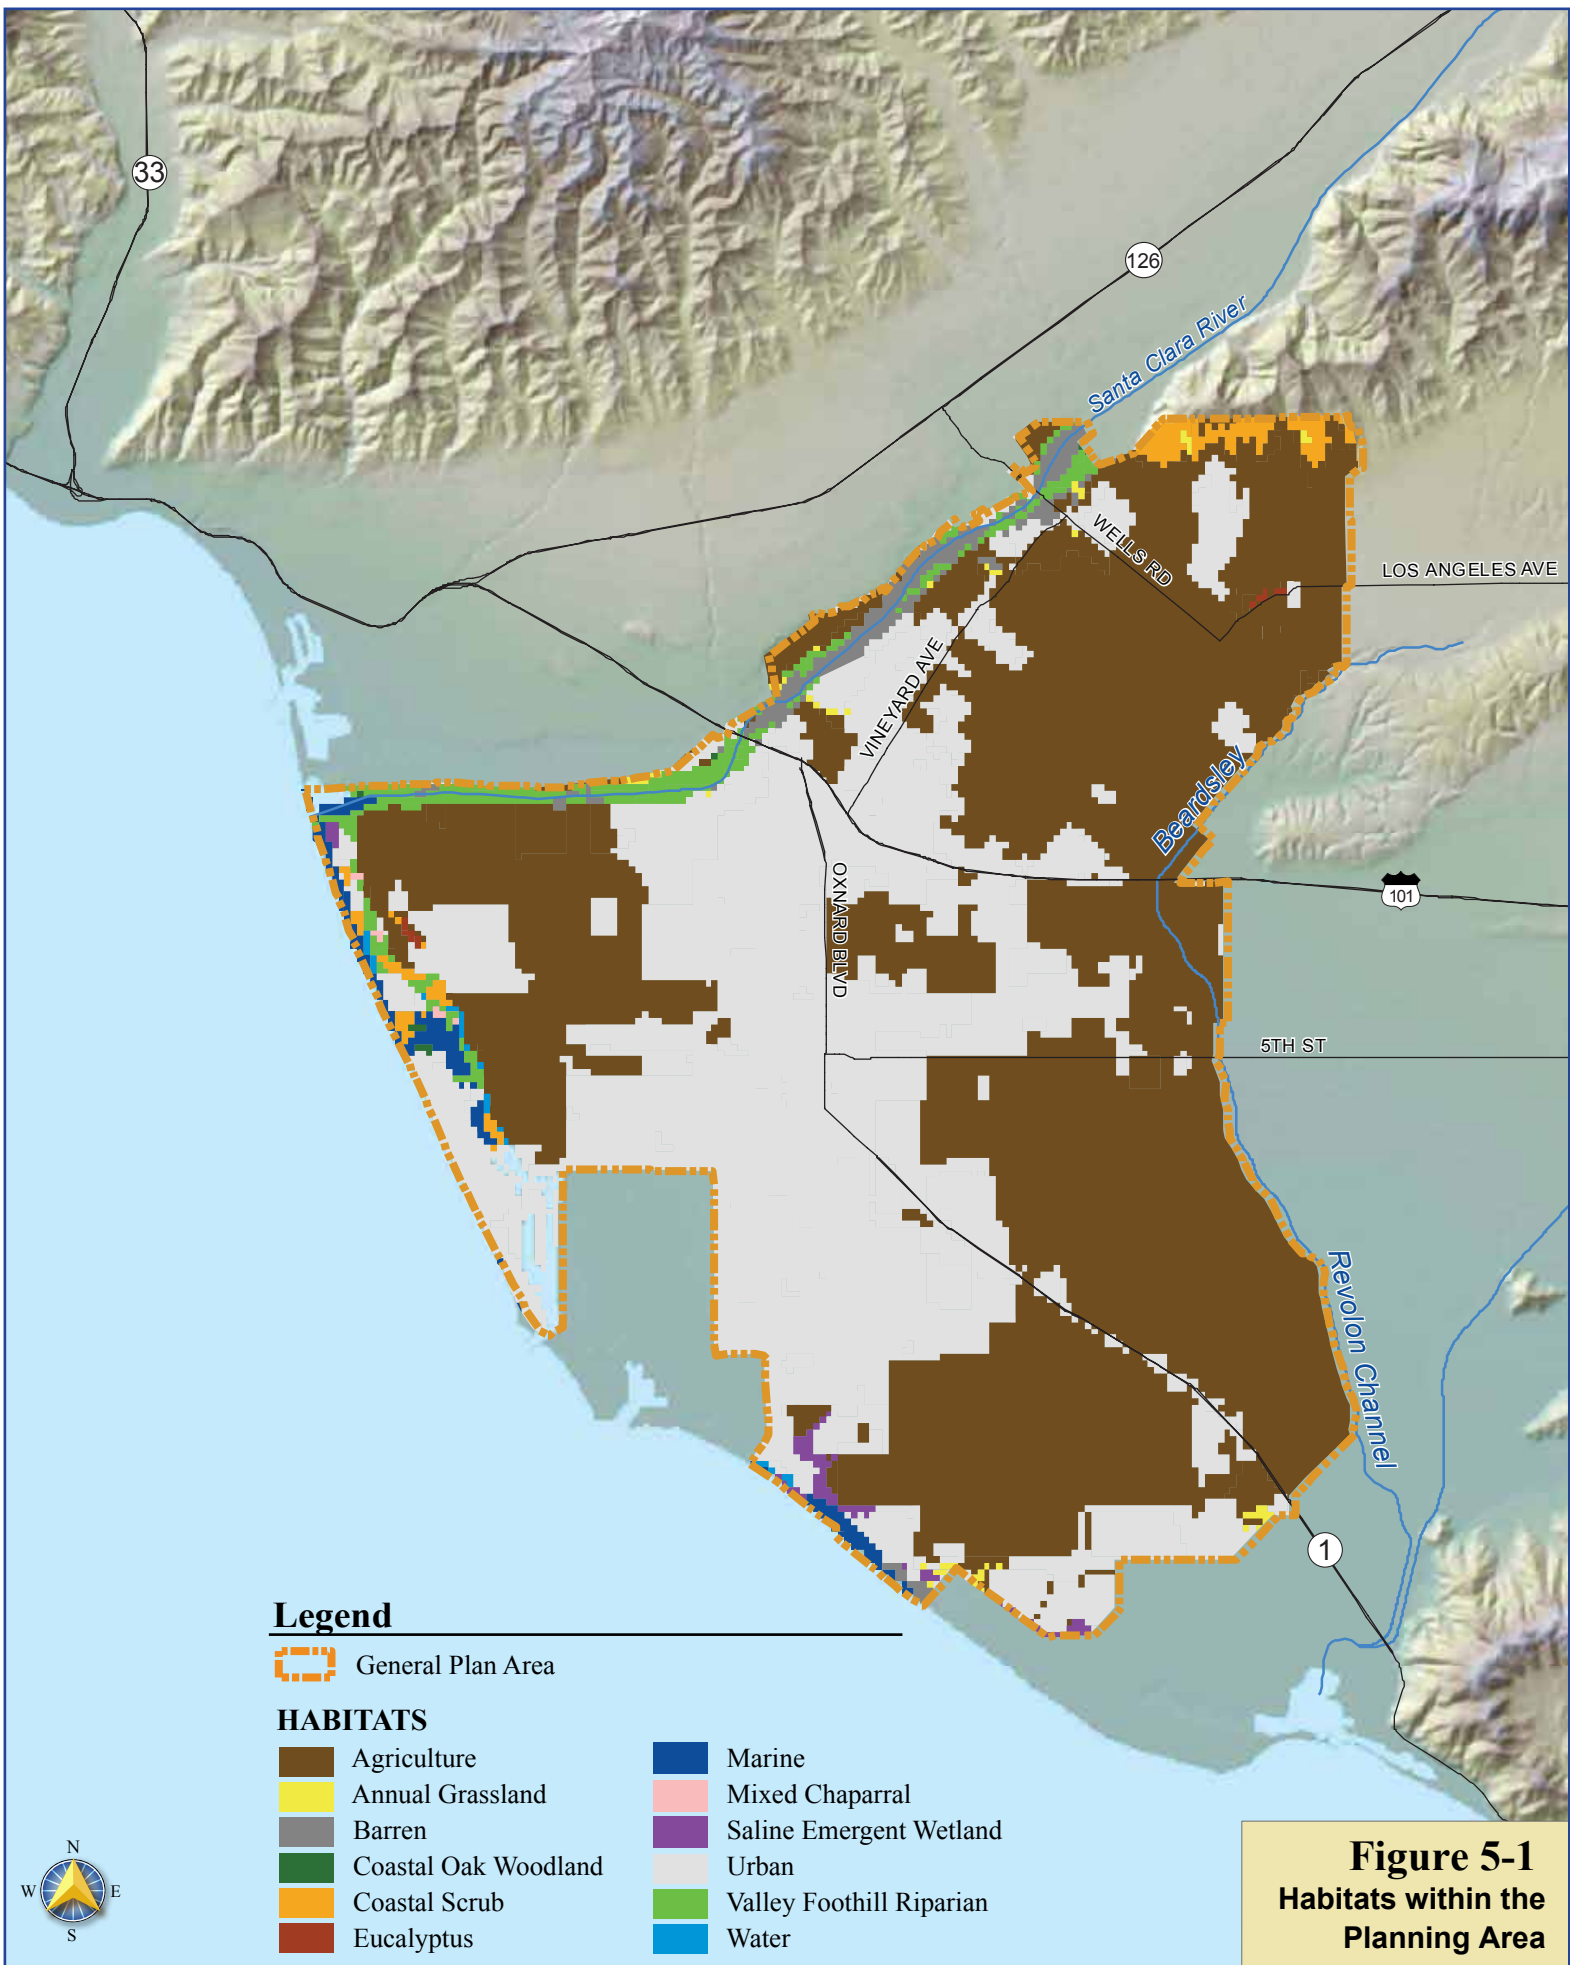 33
126
Santa Clara River
WELLS RD
LOS ANGELES AVE
VINEYARD AVE
Beardsley
OXNARD BLVD
101
5TH ST
Revolon Channel
1
Legend
General Plan Area
HABITATS
Agriculture
Annual Grassland
Barren
Coastal Oak Woodland
Coastal Scrub
Eucalyptus
Marine
Mixed Chaparral
Saline Emergent Wetland
Urban
Valley Foothill Riparian
Water
N
W
E
S
Figure 5-1
Habitats within the
Planning Area